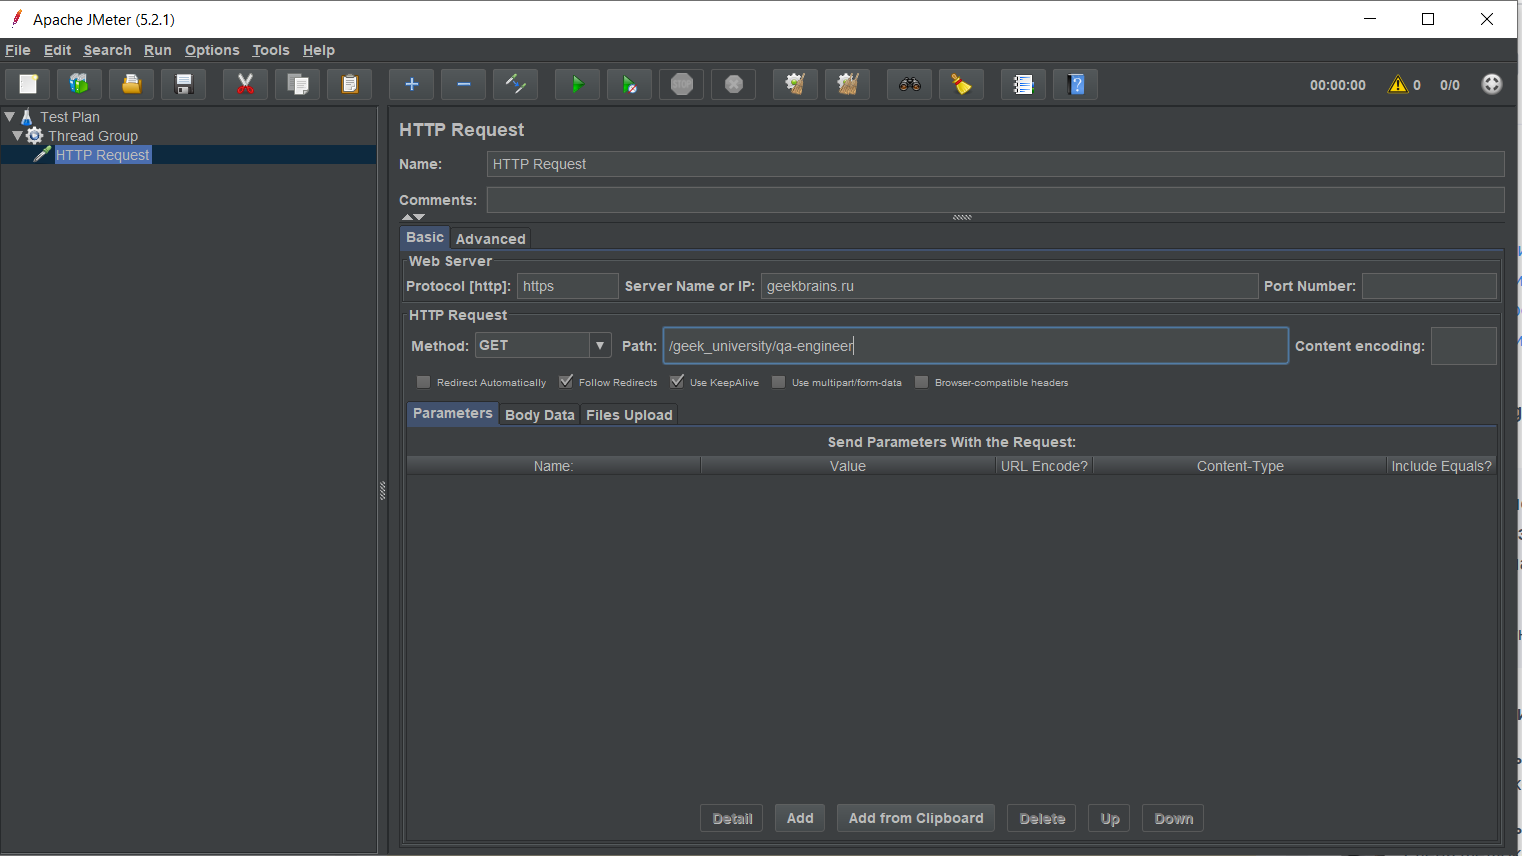 Apache JMeter (5.2.1)
File Edit Search Run Options Tools Help
STOP 00:00:00 0 0/0
Test Plan
Thread Group
HTTP Request
HTTP Request
Name: HTTP Request
Comments:
Basic Advanced
Web Server
Protocol [http]: https Server Name or IP: geekbrains.ru Port Number:
HTTP Request
Method: GET Path: /geek_university/qa-engineer Content encoding:
Redirect Automatically Follow Redirects Use KeepAlive Use multipart/form-data Browser-compatible headers
Parameters Body Data Files Upload
Send Parameters With the Request:
Name: Value URL Encode? Content-Type Include Equals?
Detail Add Add from Clipboard Delete Up Down